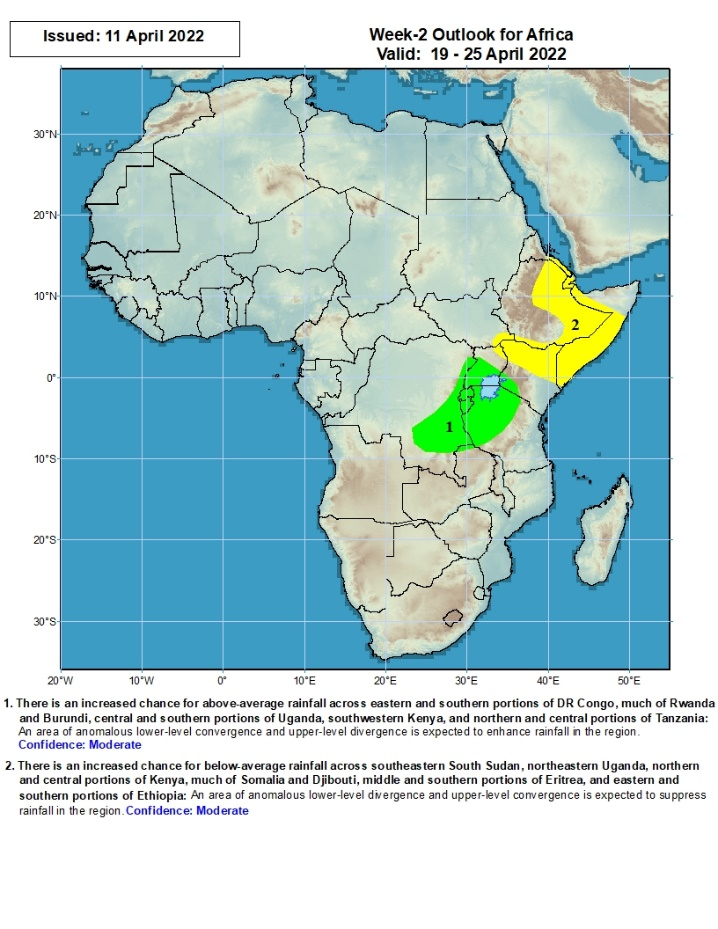 Issued: 11 April 2022
Week-2 Outlook for Africa
Valid: 19 - 25 April 2022
30°N
20°N
10°N
0°
10°S
20°S
30°S
2
1
20°W 10°W 0° 10°E 20°E 30°E 40°E 50°E
1. There is an increased chance for above-average rainfall across eastern and southern portions of DR Congo, much of Rwanda
and Burundi, central and southern portions of Uganda, southwestern Kenya, and northern and central portions of Tanzania:
An area of anomalous lower-level convergence and upper-level divergence is expected to enhance rainfall in the region.
Confidence: Moderate
2. There is an increased chance for below-average rainfall across southeastern South Sudan, northeastern Uganda, northern
and central portions of Kenya, much of Somalia and Djibouti, middle and southern portions of Eritrea, and eastern and
southern portions of Ethiopia: An area of anomalous lower-level divergence and upper-level convergence is expected to suppress
rainfall in the region. Confidence: Moderate